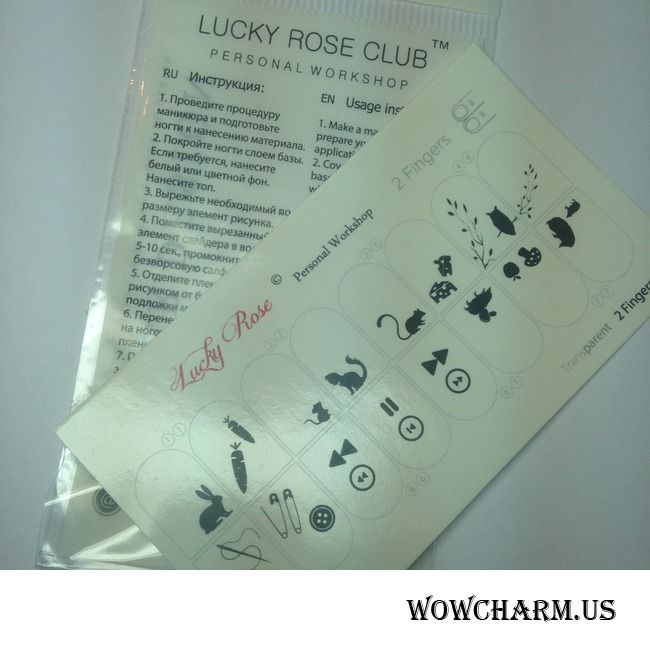 LUCKY ROSE CLUB™
PERSONAL WORKSHOP
RU Инструкция:
1. Проведите процедуру
маникюра и подготовьте
ногти к нанесению материала.
2. Покройте ногти слоем базы.
Если требуется, нанесите
белый или цветной фон.
Нанесите топ.
3. Вырежьте необходимый во
размеру элемент рисунка.
4. Поместите вырезанный
элемент слайдера в во
5-10 сек., промокнит
безворсовую салф
5. Отделите плен
рисунком от б
подложки
6. Перене
на ного
плен
7. П
EN Usage inst
1. Make a ma
prepare yo
applicati
2. Cov
bas
Lucky Rose ©
Personal Workshop
2 Fingers
Transparent 2 Fingers
WOWCHARM.US